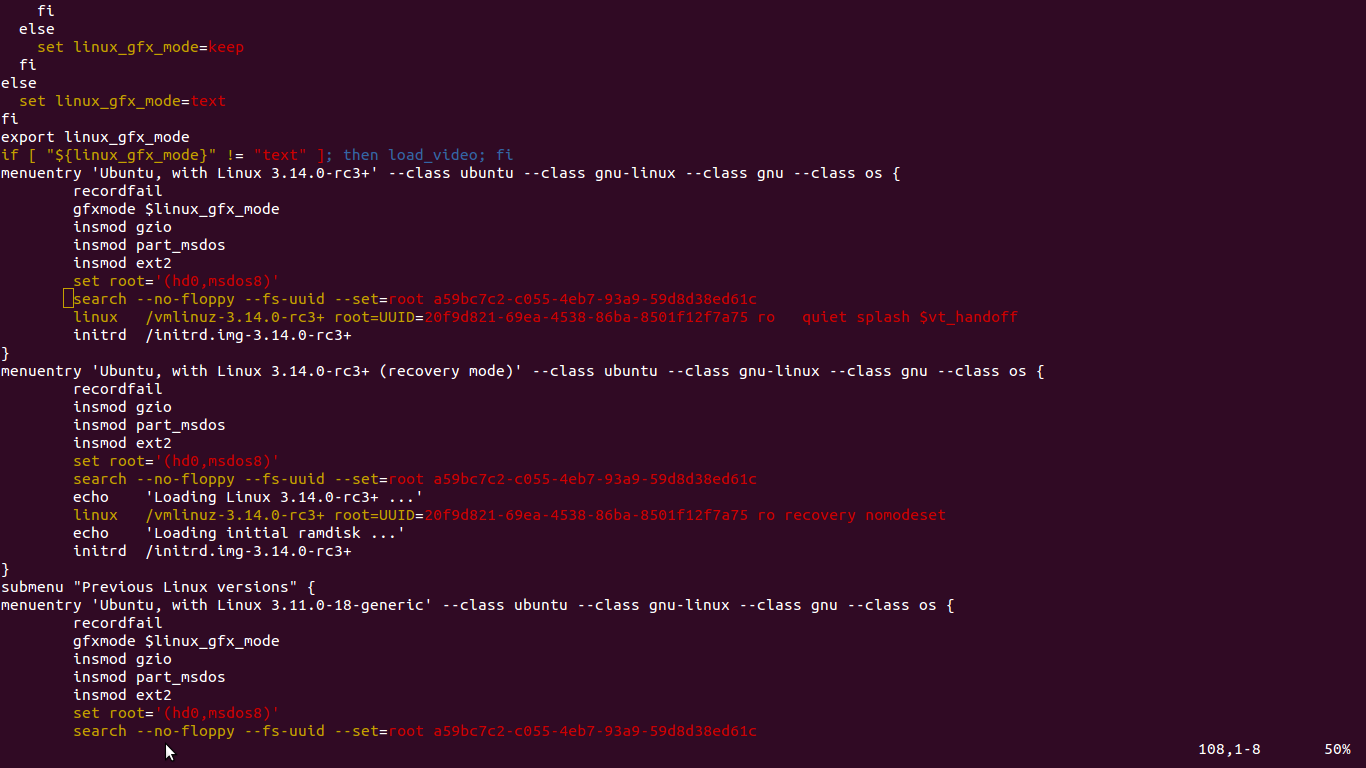 fi
  else
    set linux_gfx_mode=keep
  fi
else
  set linux_gfx_mode=text
fi
export linux_gfx_mode
if [ "${linux_gfx_mode}" != "text" ]; then load_video; fi
menuentry 'Ubuntu, with Linux 3.14.0-rc3+' --class ubuntu --class gnu-linux --class gnu --class os {
        recordfail
        gfxmode $linux_gfx_mode
        insmod gzio
        insmod part_msdos
        insmod ext2
        set root='(hd0,msdos8)'
        search --no-floppy --fs-uuid --set=root a59bc7c2-c055-4eb7-93a9-59d8d38ed61c
        linux   /vmlinuz-3.14.0-rc3+ root=UUID=20f9d821-69ea-4538-86ba-8501f12f7a75 ro   quiet splash $vt_handoff
        initrd  /initrd.img-3.14.0-rc3+
}
menuentry 'Ubuntu, with Linux 3.14.0-rc3+ (recovery mode)' --class ubuntu --class gnu-linux --class gnu --class os {
        recordfail
        insmod gzio
        insmod part_msdos
        insmod ext2
        set root='(hd0,msdos8)'
        search --no-floppy --fs-uuid --set=root a59bc7c2-c055-4eb7-93a9-59d8d38ed61c
        echo    'Loading Linux 3.14.0-rc3+ ...'
        linux   /vmlinuz-3.14.0-rc3+ root=UUID=20f9d821-69ea-4538-86ba-8501f12f7a75 ro recovery nomodeset
        echo    'Loading initial ramdisk ...'
        initrd  /initrd.img-3.14.0-rc3+
}
submenu "Previous Linux versions" {
menuentry 'Ubuntu, with Linux 3.11.0-18-generic' --class ubuntu --class gnu-linux --class gnu --class os {
        recordfail
        gfxmode $linux_gfx_mode
        insmod gzio
        insmod part_msdos
        insmod ext2
        set root='(hd0,msdos8)'
        search --no-floppy --fs-uuid --set=root a59bc7c2-c055-4eb7-93a9-59d8d38ed61c
108,1-8       50%